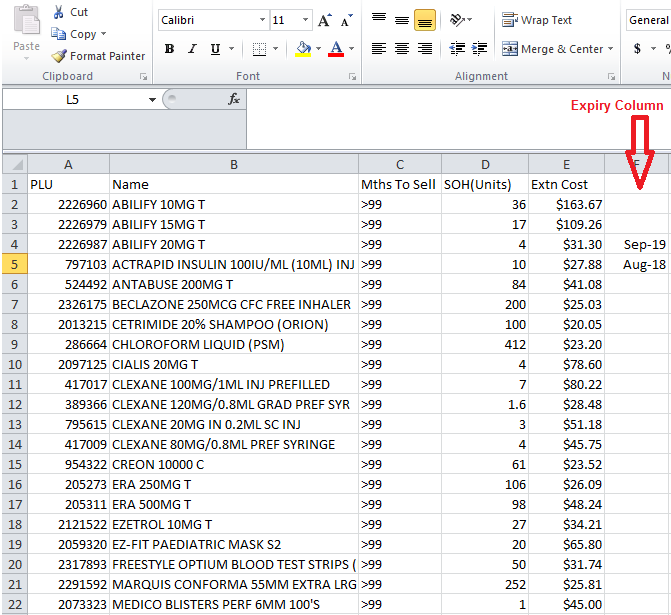 Cut
Calibri 11 A A
Wrap Text
General
Copy
Paste
Format Painter
B I U A
Merge & Center
$ %
Clipboard
Font
Alignment
N
L5 fx
Expiry Column
A B C D E F
1 PLU Name Mths To Sell SOH(Units) Extn Cost
2 2226960 ABILIFY 10MG T >99 36 $163.67
3 2226979 ABILIFY 15MG T >99 17 $109.26
4 2226987 ABILIFY 20MG T >99 4 $31.30 Sep-19
5 797103 ACTRAPID INSULIN 100IU/ML (10ML) INJ >99 10 $27.88 Aug-18
6 524492 ANTABUSE 200MG T >99 84 $41.08
7 2326175 BECLAZONE 250MCG CFC FREE INHALER >99 200 $25.03
8 2013215 CETRIMIDE 20% SHAMPOO (ORION) >99 100 $20.05
9 286664 CHLOROFORM LIQUID (PSM) >99 412 $23.20
10 2097125 CIALIS 20MG T >99 4 $78.60
11 417017 CLEXANE 100MG/1ML INJ PREFILLED >99 7 $80.22
12 389366 CLEXANE 120MG/0.8ML GRAD PREF SYR >99 1.6 $28.48
13 795615 CLEXANE 20MG IN 0.2ML SC INJ >99 3 $51.18
14 417009 CLEXANE 80MG/0.8ML PREF SYRINGE >99 4 $45.75
15 954322 CREON 10000 C >99 61 $23.52
16 205273 ERA 250MG T >99 106 $26.09
17 205311 ERA 500MG T >99 98 $48.24
18 2121522 EZETROL 10MG T >99 27 $34.21
19 2059320 EZ-FIT PAEDIATRIC MASK S2 >99 20 $65.80
20 2317893 FREESTYLE OPTIUM BLOOD TEST STRIPS ( >99 50 $31.74
21 2291592 MARQUIS CONFORMA 55MM EXTRA LRG >99 252 $25.81
22 2073323 MEDICO BLISTERS PERF 6MM 100'S >99 1 $45.00